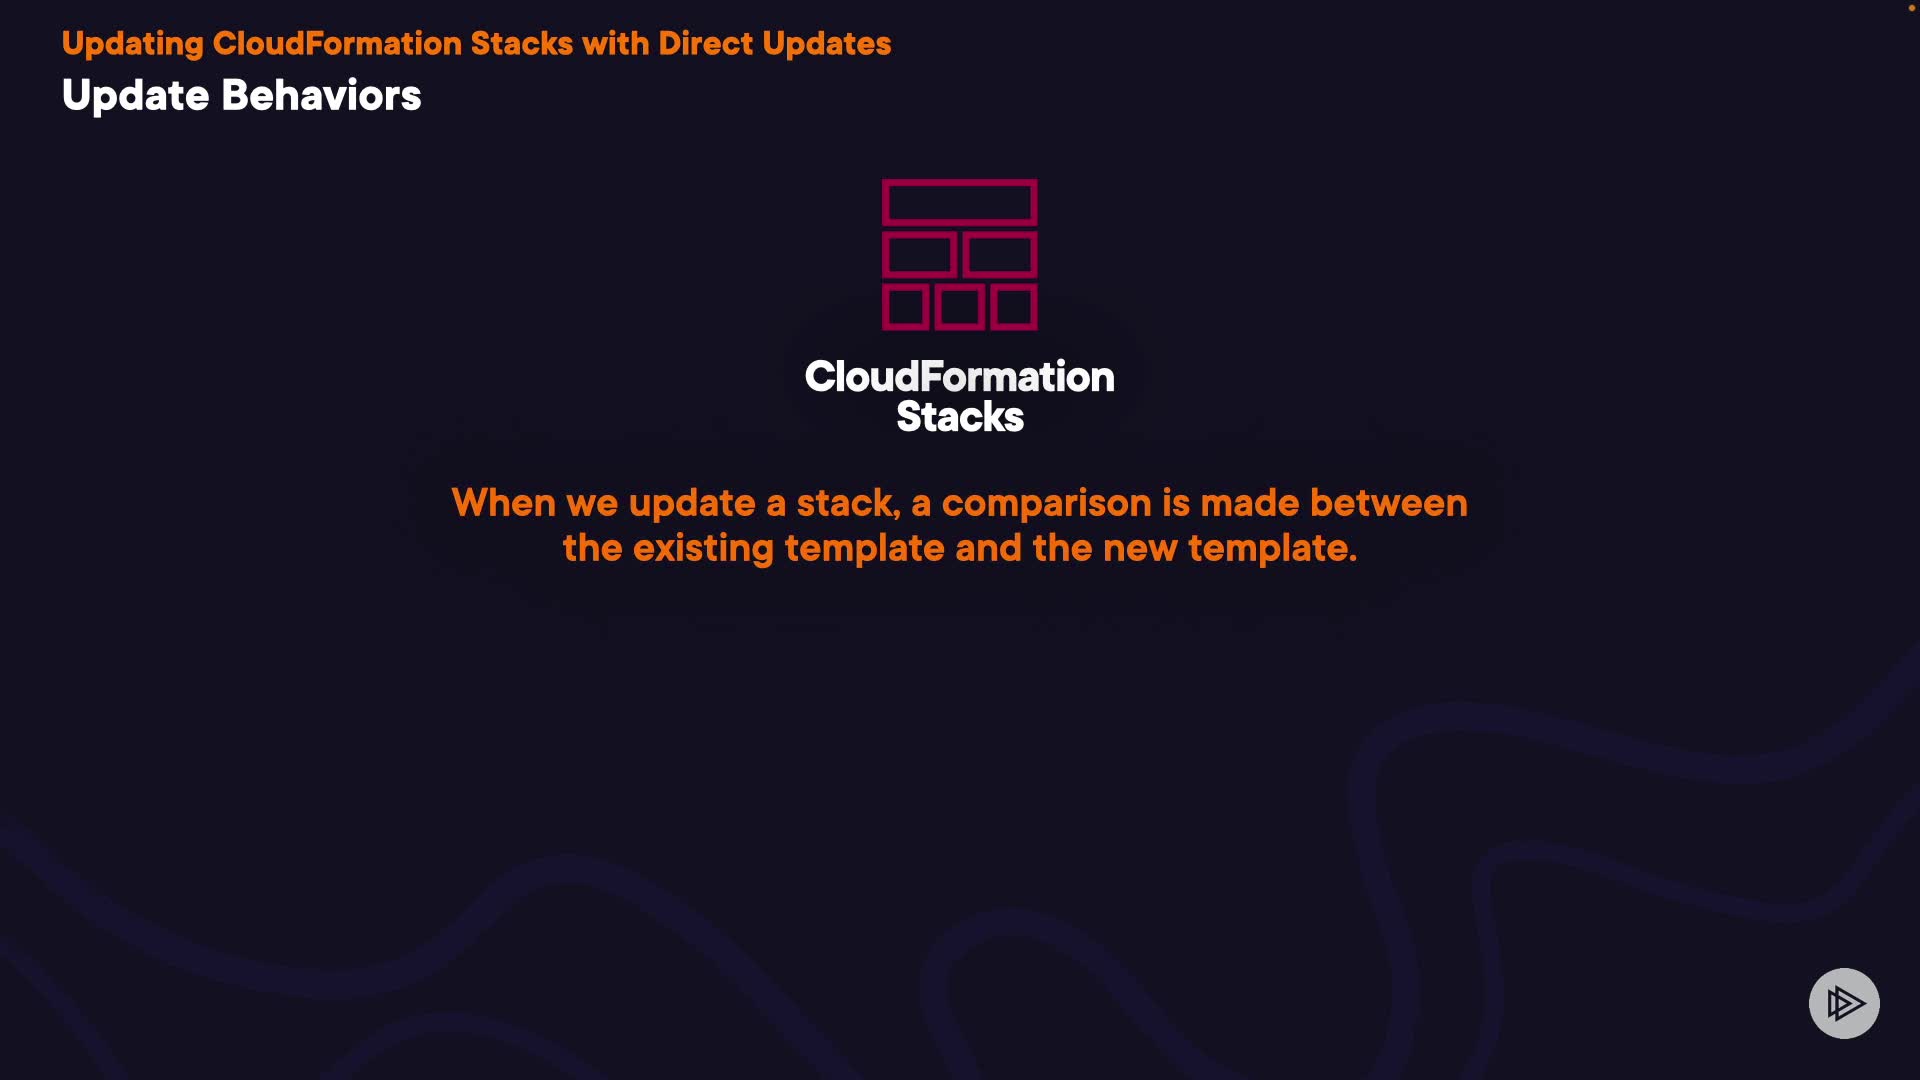 Updating CloudFormation Stacks with Direct Updates
Update Behaviors
CloudFormation
Stacks
When we update a stack, a comparison is made between
the existing template and the new template.